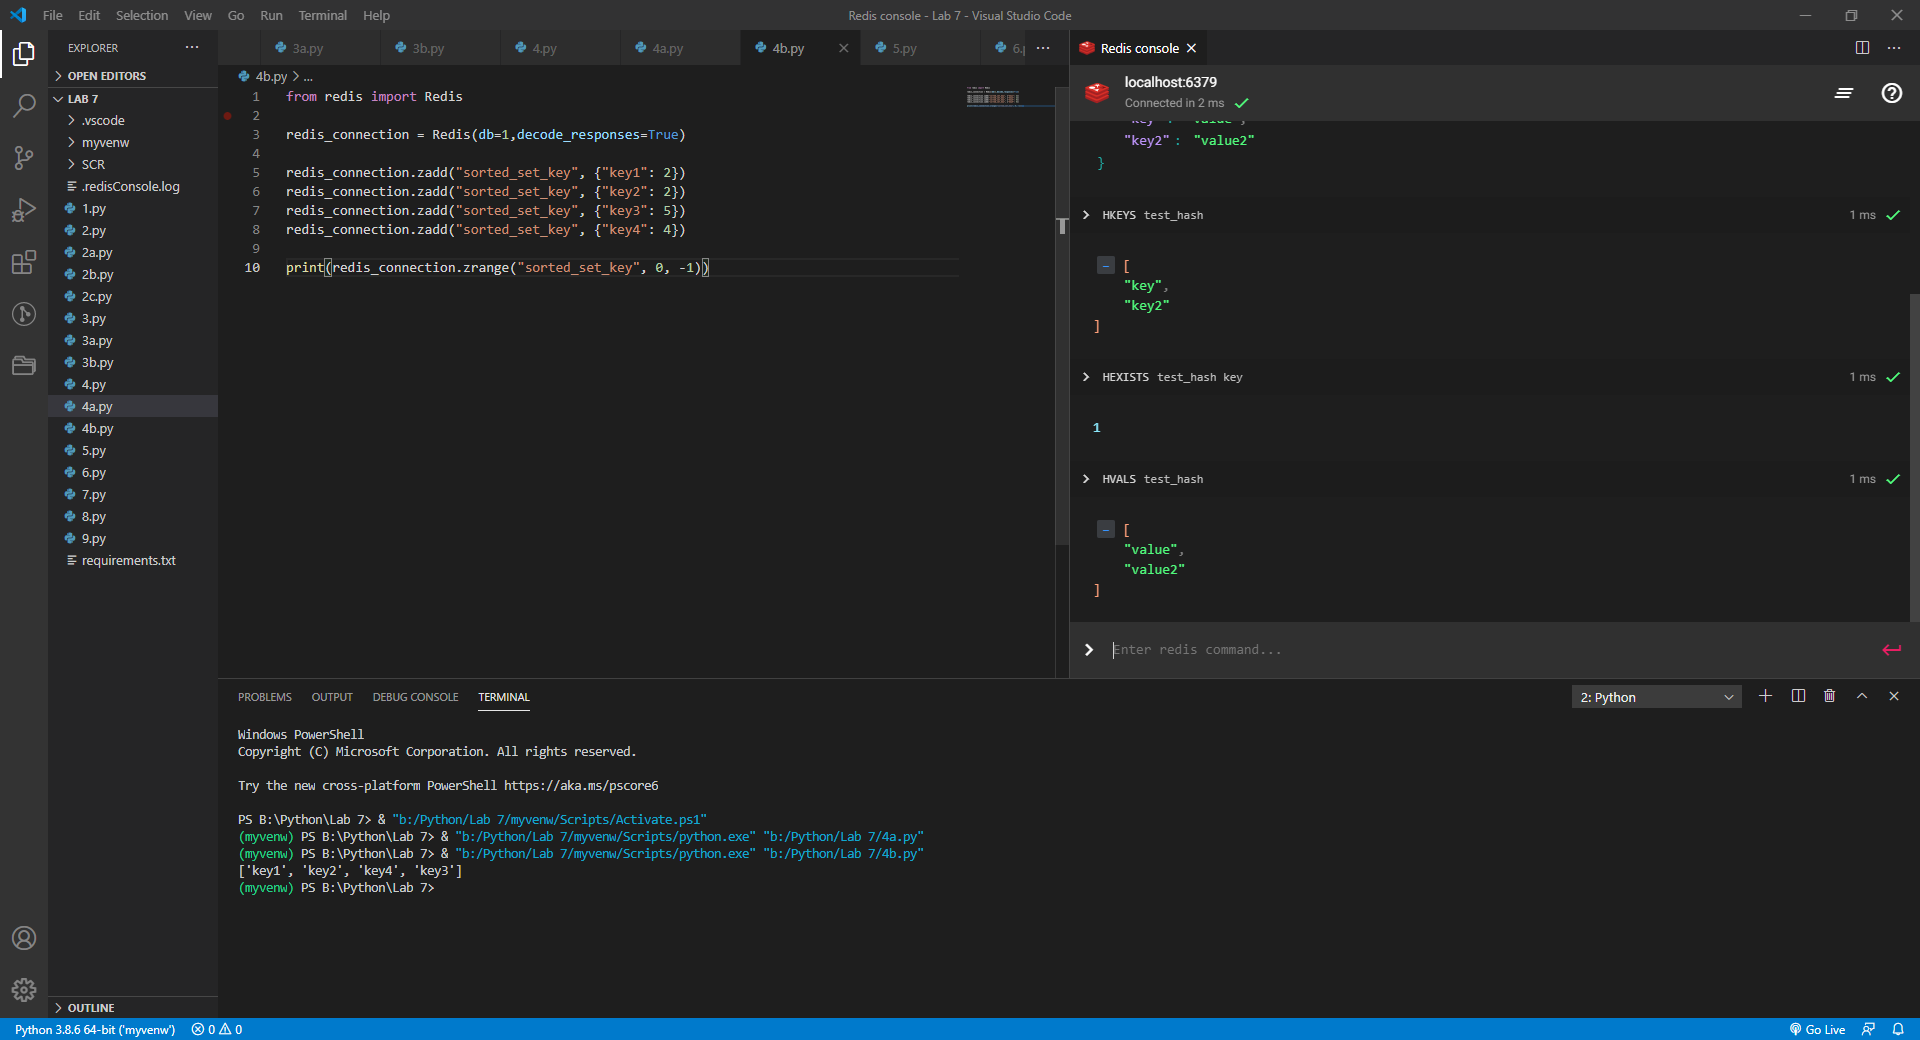 File Edit Selection View Go Run Terminal Help
Redis console - Lab 7 - Visual Studio Code
EXPLORER
OPEN EDITORS
LAB 7
.vscode
myvenw
SCR
.redisConsole.log
1.py
2.py
2a.py
2b.py
2c.py
3.py
3a.py
3b.py
4.py
4a.py
4b.py
5.py
6.py
7.py
8.py
9.py
requirements.txt
OUTLINE
3a.py 3b.py 4.py 4a.py 4b.py 5.py 6.p
4b.py > ...
1 from redis import Redis
2
3 redis_connection = Redis(db=1,decode_responses=True)
4
5 redis_connection.zadd("sorted_set_key", {"key1": 2})
6 redis_connection.zadd("sorted_set_key", {"key2": 2})
7 redis_connection.zadd("sorted_set_key", {"key3": 5})
8 redis_connection.zadd("sorted_set_key", {"key4": 4})
9
10 print(redis_connection.zrange("sorted_set_key", 0, -1))
Redis console
localhost:6379
Connected in 2 ms
"key": "value",
"key2": "value2"
}
> HKEYS test_hash 1 ms
- [
"key",
"key2"
]
> HEXISTS test_hash key 1 ms
1
> HVALS test_hash 1 ms
- [
"value",
"value2"
]
> Enter redis command...
PROBLEMS OUTPUT DEBUG CONSOLE TERMINAL
2: Python
Windows PowerShell
Copyright (C) Microsoft Corporation. All rights reserved.
Try the new cross-platform PowerShell https://aka.ms/pscore6
PS B:\Python\Lab 7> & "b:/Python/Lab 7/myvenw/Scripts/Activate.ps1"
(myvenw) PS B:\Python\Lab 7> & "b:/Python/Lab 7/myvenw/Scripts/python.exe" "b:/Python/Lab 7/4a.py"
(myvenw) PS B:\Python\Lab 7> & "b:/Python/Lab 7/myvenw/Scripts/python.exe" "b:/Python/Lab 7/4b.py"
['key1', 'key2', 'key4', 'key3']
(myvenw) PS B:\Python\Lab 7>
Python 3.8.6 64-bit ('myvenw') 0 0
Go Live